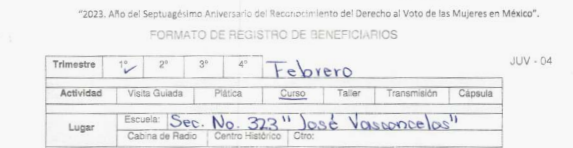 "2023. Año del Septuagésimo Aniversario del Reconocimiento del Derecho al Voto de las Mujeres en México".
FORMATO DE REGISTRO DE BENEFICIARIOS
JUV - 04
Trimestre 1° ✓ 2° 3° 4° Febrero
Actividad Visita Guiada Plática Curso Taller Transmisión Cápsula
Lugar Escuela: Sec. No. 323 "José Vasconcelos"
Cabina de Radio Centro Histórico Otro: